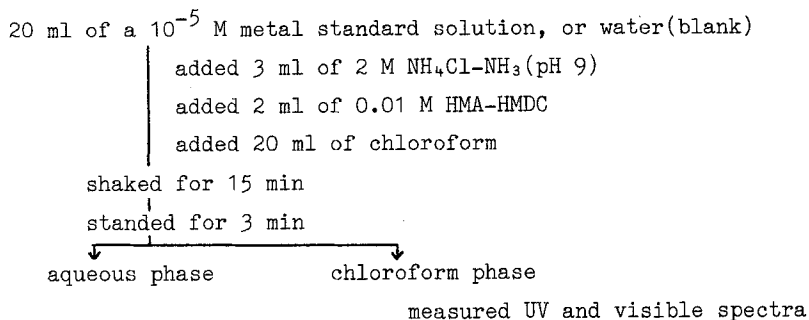 20 ml of a 10⁻⁵ M metal standard solution, or water(blank)
added 3 ml of 2 M NH₄Cl-NH₃(pH 9)
added 2 ml of 0.01 M HMA-HMDC
added 20 ml of chloroform
shaked for 15 min
standed for 3 min
aqueous phase chloroform phase
measured UV and visible spectra